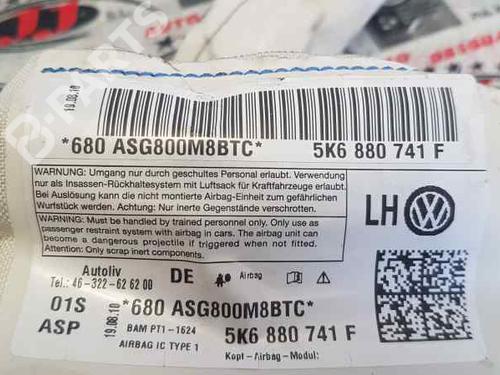 19.08.10
*680 ASG800M8BTC*
5K6 880 741 F
WARNUNG: Umgang nur durch geschultes Personal erlaubt. Verwendung nur
als Insassen-Rückhaltesystem mit Luftsack für Kraftfahrzeuge erlaubt.
Bei Auslösung kann die nicht montierte Airbag-Einheit zum gefährlichen
Wurfstück werden. Achtung: Nur inerte Gegenstände verschrotten.
WARNING: Must be handled by trained personnel only. Only use as
passenger restraint system with airbag in cars. The airbag unit can
become a dangerous projectile if triggered when not fitted.
Attention: Only scrap inert components.
LH
Autoliv
Tel.: 46-322-62 62 00
DE
Airbag
01S
ASP
19.08.10
*680 ASG800M8BTC*
BAM PT1-1624
AIRBAG IC TYPE 1
5K6 880 741 F
Kopf-Airbag-Modul:
B-PARTS